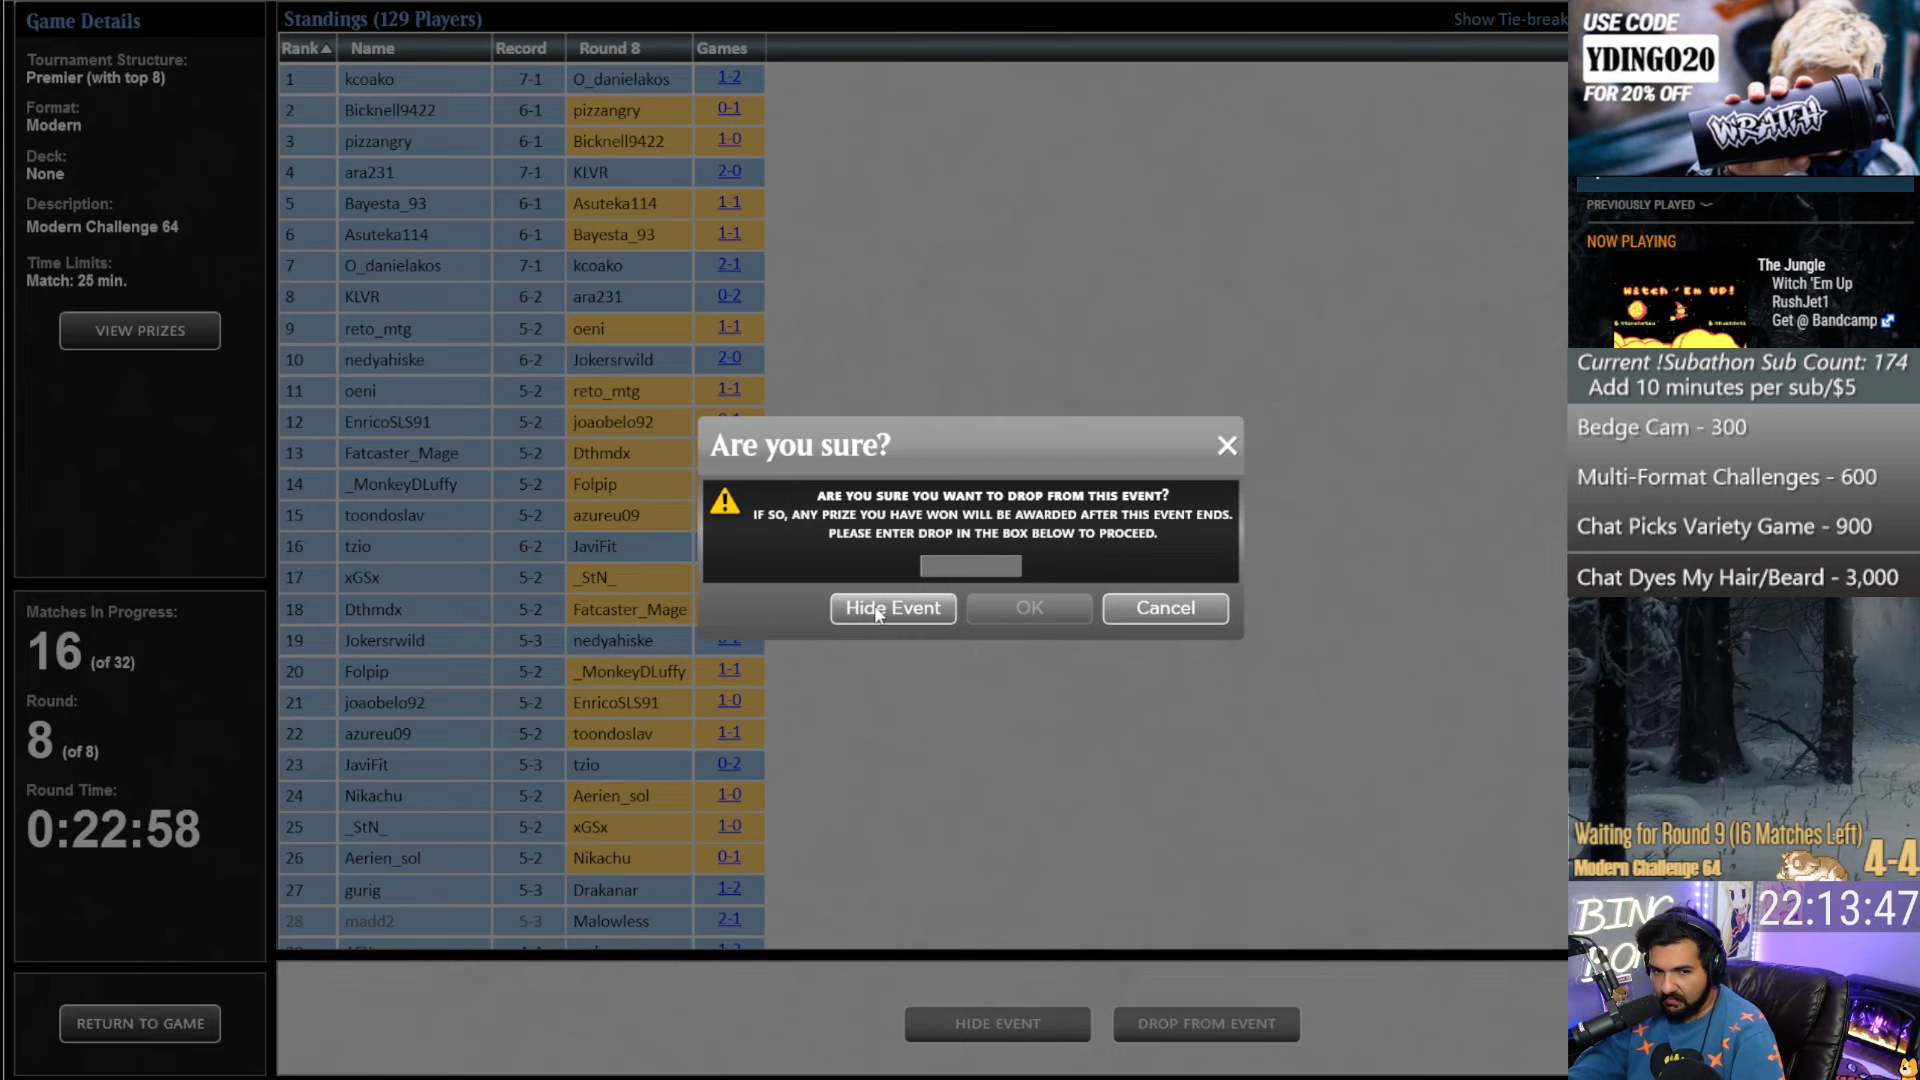 Game Details
Tournament Structure:
Premier (with top 8)
Format:
Modern
Deck:
None
Description:
Modern Challenge 64
Time Limits:
Match: 25 min.
VIEW PRIZES
Matches In Progress:
16 (of 32)
Round:
8 (of 8)
Round Time:
0:22:58
RETURN TO GAME
Standings (129 Players)
Show Tie-break
Rank Name Record Round 8 Games
1 kcoako 7-1 O_danielakos 1-2
2 Bicknell9422 6-1 pizzangry 0-1
3 pizzangry 6-1 Bicknell9422 1-0
4 ara231 7-1 KLVR 2-0
5 Bayesta_93 6-1 Asuteka114 1-1
6 Asuteka114 6-1 Bayesta_93 1-1
7 O_danielakos 7-1 kcoako 2-1
8 KLVR 6-2 ara231 0-2
9 reto_mtg 5-2 oeni 1-1
10 nedyahiske 6-2 Jokersrwild 2-0
11 oeni 5-2 reto_mtg 1-1
12 EnricoSLS91 5-2 joaobelo92
13 Fatcaster_Mage 5-2 Dthmdx
14 _MonkeyDLuffy 5-2 Folpip
15 toondoslav 5-2 azureu09
16 tzio 6-2 JaviFit
17 xGSx 5-2 _StN_
18 Dthmdx 5-2 Fatcaster_Mage
19 Jokersrwild 5-3 nedyahiske 0-2
20 Folpip 5-2 _MonkeyDLuffy 1-1
21 joaobelo92 5-2 EnricoSLS91 1-0
22 azureu09 5-2 toondoslav 1-1
23 JaviFit 5-3 tzio 0-2
24 Nikachu 5-2 Aerien_sol 1-0
25 _StN_ 5-2 xGSx 1-0
26 Aerien_sol 5-2 Nikachu 0-1
27 gurig 5-3 Drakanar 1-2
28 madd2 5-3 Malowless 2-1
Are you sure?
ARE YOU SURE YOU WANT TO DROP FROM THIS EVENT?
IF SO, ANY PRIZE YOU HAVE WON WILL BE AWARDED AFTER THIS EVENT ENDS.
PLEASE ENTER DROP IN THE BOX BELOW TO PROCEED.
Hide Event OK Cancel
HIDE EVENT DROP FROM EVENT
USE CODE
YDINGO20
FOR 20% OFF
WRATH
PREVIOUSLY PLAYED
NOW PLAYING
Witch 'Em UP!
The Jungle
Witch 'Em Up
RushJet1
Get @ Bandcamp
Current !Subathon Sub Count: 174
Add 10 minutes per sub/$5
Bedge Cam - 300
Multi-Format Challenges - 600
Chat Picks Variety Game - 900
Chat Dyes My Hair/Beard - 3,000
Waiting for Round 9 (16 Matches Left)
Modern Challenge 64
4-4
22:13:47